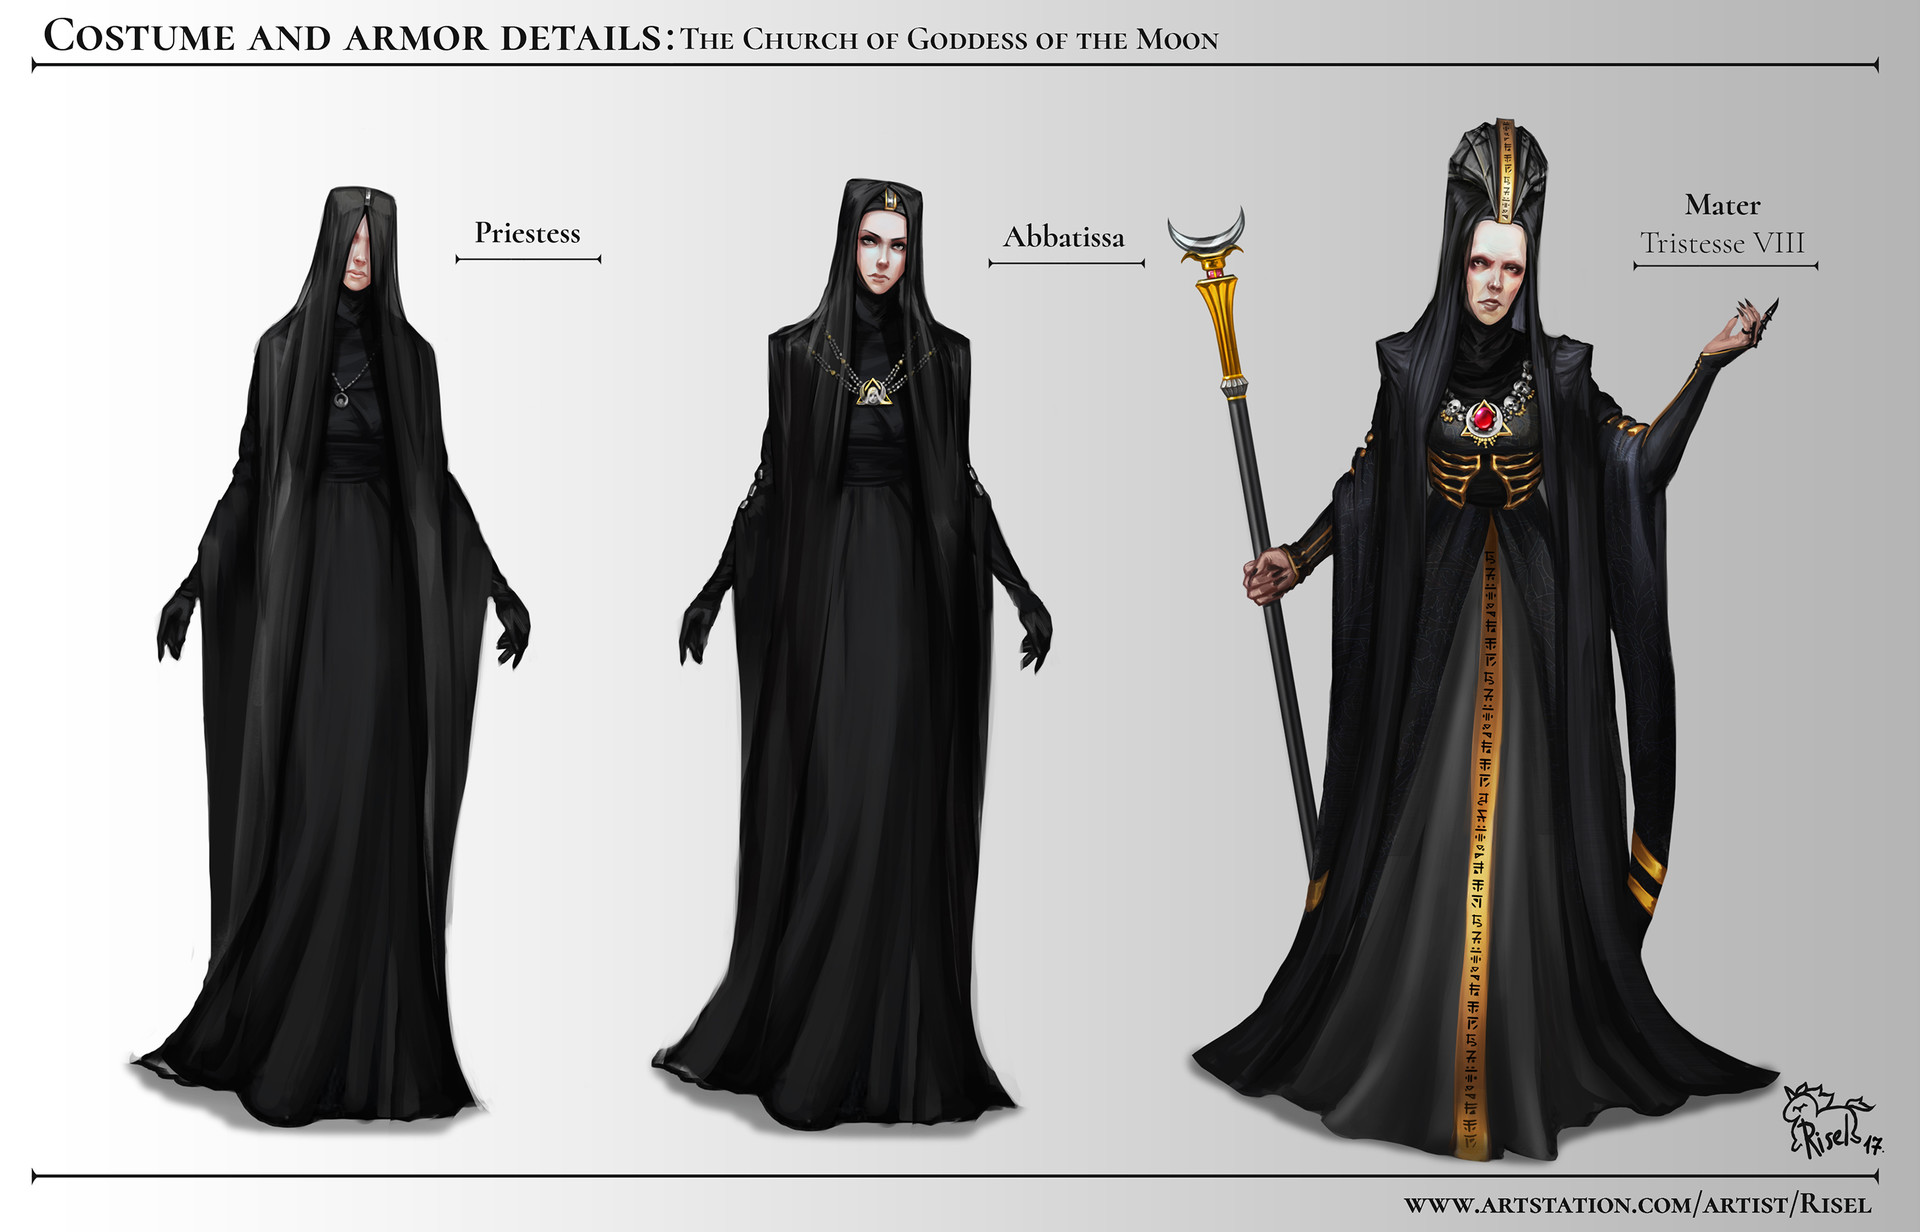 Costume and armor details: The Church of Goddess of the Moon
Priestess
Abbatissa
Mater
Tristesse VIII
Risel 17.
www.artstation.com/artist/Risel